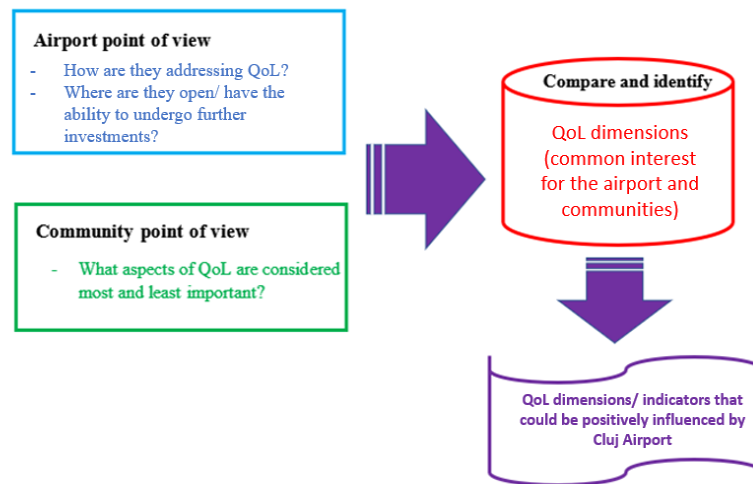 Airport point of view
- How are they addressing QoL?
- Where are they open/ have the
ability to undergo further
investments?
Community point of view
- What aspects of QoL are considered
most and least important?
Compare and identify
QoL dimensions
(common interest
for the airport and
communities)
QoL dimensions/ indicators that
could be positively influenced by
Cluj Airport